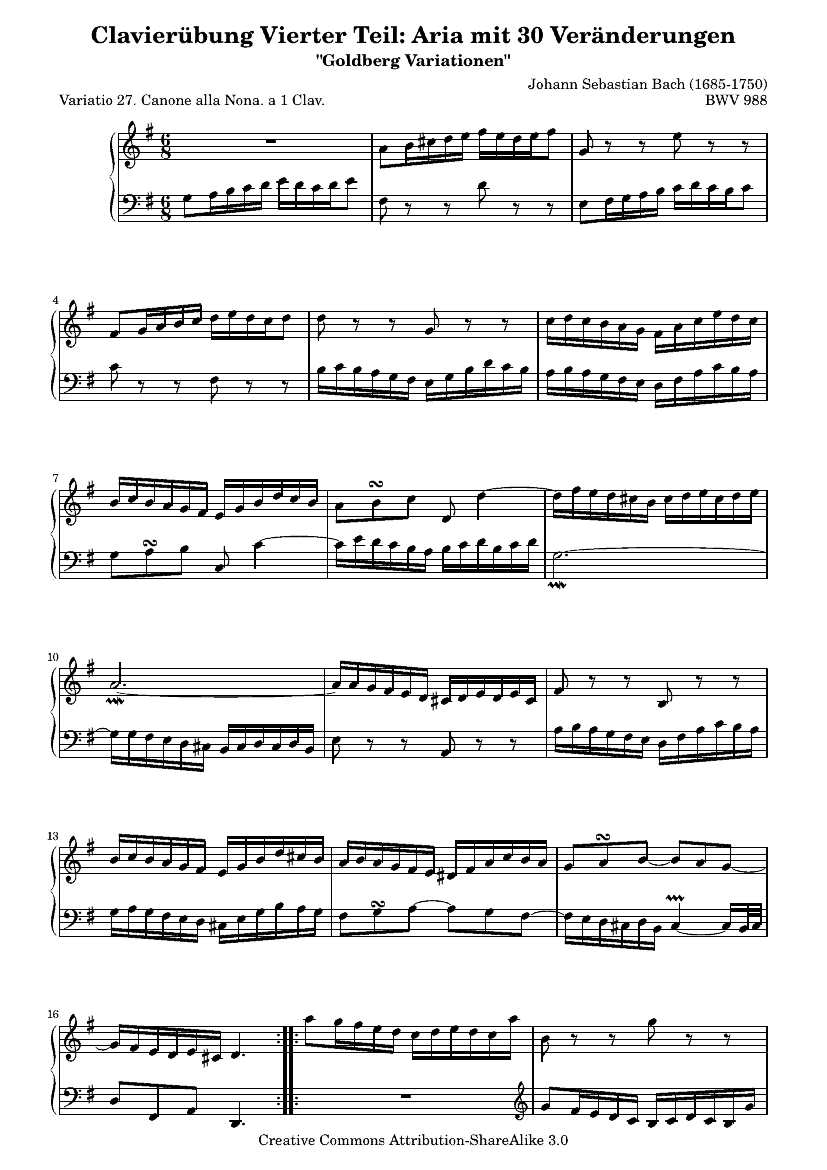 Clavierübung Vierter Teil: Aria mit 30 Veränderungen
"Goldberg Variationen"
Johann Sebastian Bach (1685-1750)
Variatio 27. Canone alla Nona. a 1 Clav.
BWV 988
4
7
10
13
16
Creative Commons Attribution-ShareAlike 3.0